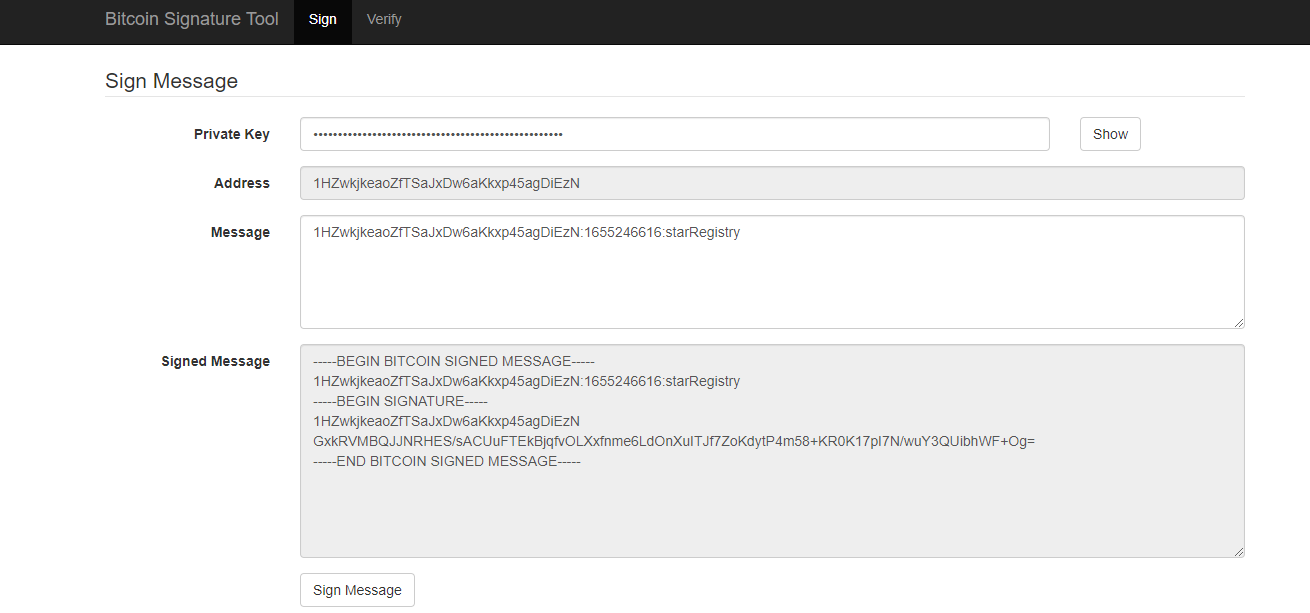 Bitcoin Signature Tool Sign Verify
Sign Message
Private Key •••••••••••••••••••••••••••••••••••••••••••••••••••• Show
Address 1HZwkjkeaoZfTSaJxDw6aKkxp45agDiEzN
Message 1HZwkjkeaoZfTSaJxDw6aKkxp45agDiEzN:1655246616:starRegistry
Signed Message -----BEGIN BITCOIN SIGNED MESSAGE-----
1HZwkjkeaoZfTSaJxDw6aKkxp45agDiEzN:1655246616:starRegistry
-----BEGIN SIGNATURE-----
1HZwkjkeaoZfTSaJxDw6aKkxp45agDiEzN
GxkRVMBQJJNRHES/sACUuFTEkBjqfvOLXxfnme6LdOnXuITJf7ZoKdytP4m58+KR0K17pI7N/wuY3QUibhWF+Og=
-----END BITCOIN SIGNED MESSAGE-----
Sign Message